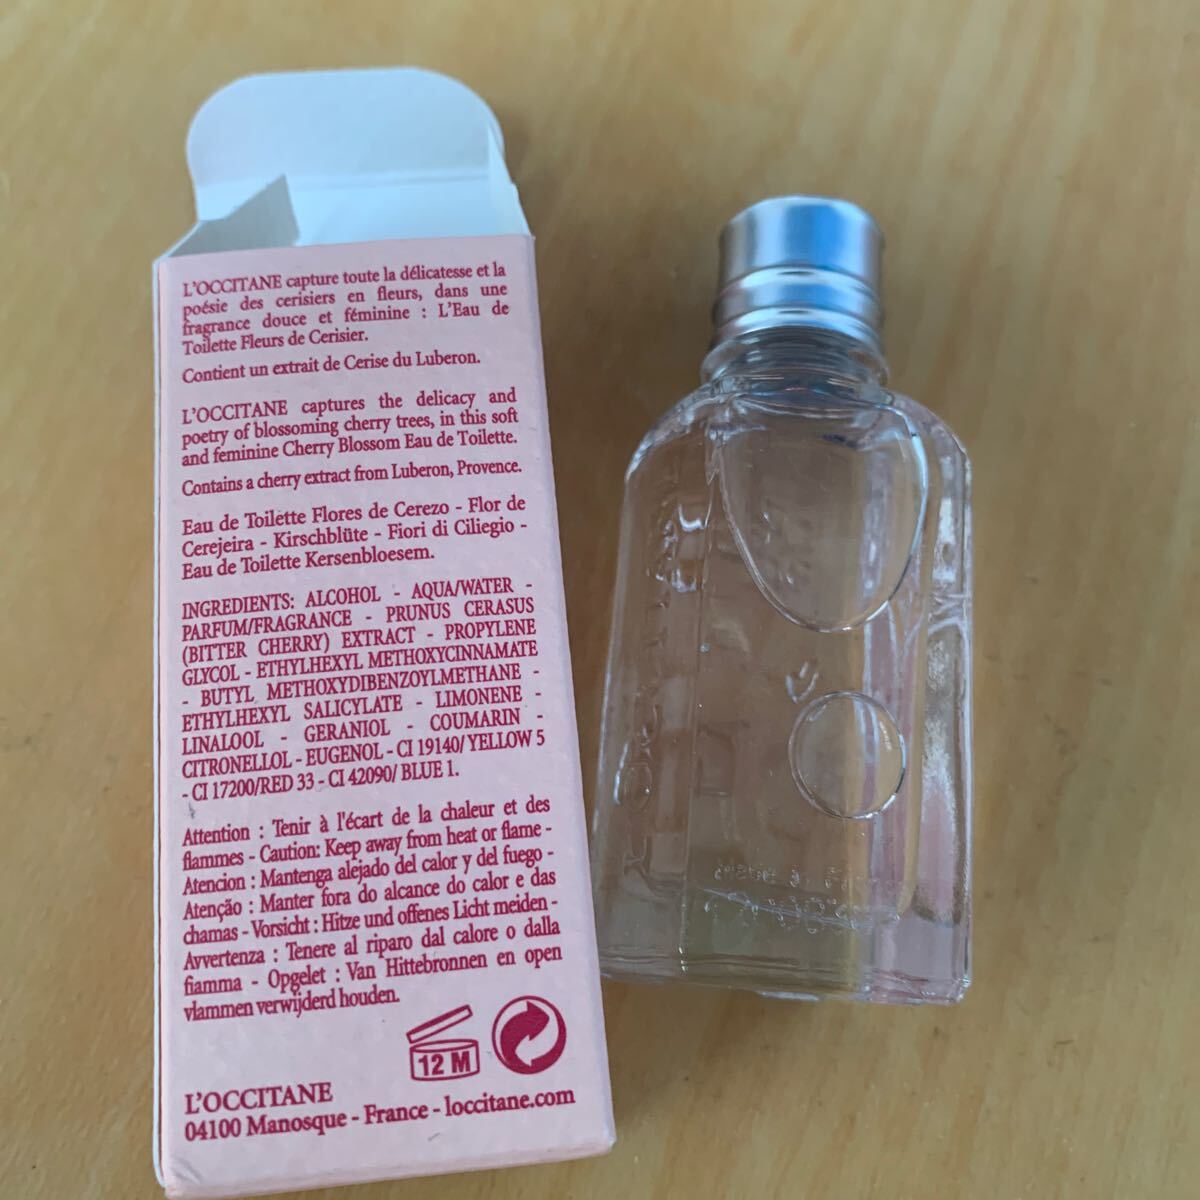 L'OCCITANE capture toute la délicatesse et la
poésie des cerisiers en fleurs, dans une
fragrance douce et féminine : L'Eau de
Toilette Fleurs de Cerisier.
Contient un extrait de Cerise du Luberon.
L'OCCITANE captures the delicacy and
poetry of blossoming cherry trees, in this soft
and feminine Cherry Blossom Eau de Toilette.
Contains a cherry extract from Luberon, Provence.
Eau de Toilette Flores de Cerezo - Flor de
Cerejeira - Kirschblüte - Fiori di Ciliegio -
Eau de Toilette Kersenbloesem.
INGREDIENTS: ALCOHOL - AQUA/WATER -
PARFUM/FRAGRANCE - PRUNUS CERASUS
(BITTER CHERRY) EXTRACT - PROPYLENE
GLYCOL - ETHYLHEXYL METHOXYCINNAMATE
- BUTYL METHOXYDIBENZOYLMETHANE -
ETHYLHEXYL SALICYLATE - LIMONENE -
LINALOOL - GERANIOL - COUMARIN -
CITRONELLOL - EUGENOL - CI 19140/ YELLOW 5
- CI 17200/RED 33 - CI 42090/ BLUE 1.
Attention : Tenir à l'écart de la chaleur et des
flammes - Caution: Keep away from heat or flame -
Atencion : Mantenga alejado del calor y del fuego -
Atenção : Manter fora do alcance do calor e das
chamas - Vorsicht : Hitze und offenes Licht meiden -
Avvertenza : Tenere al riparo dal calore o dalla
fiamma - Opgelet : Van Hittebronnen en open
vlammen verwijderd houden.
12 M
L'OCCITANE
04100 Manosque - France - loccitane.com